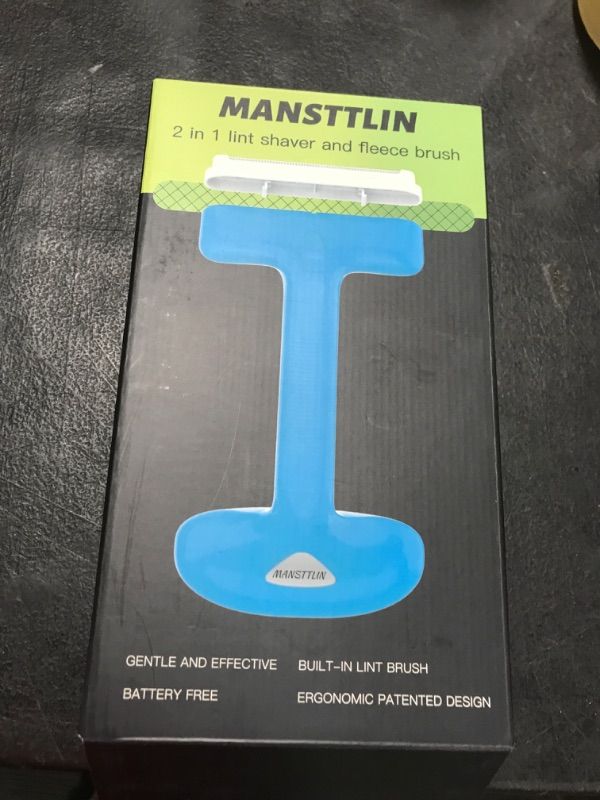 MANSTTLIN
2 in 1 lint shaver and fleece brush
MANSTTLIN
GENTLE AND EFFECTIVE BUILT-IN LINT BRUSH
BATTERY FREE ERGONOMIC PATENTED DESIGN